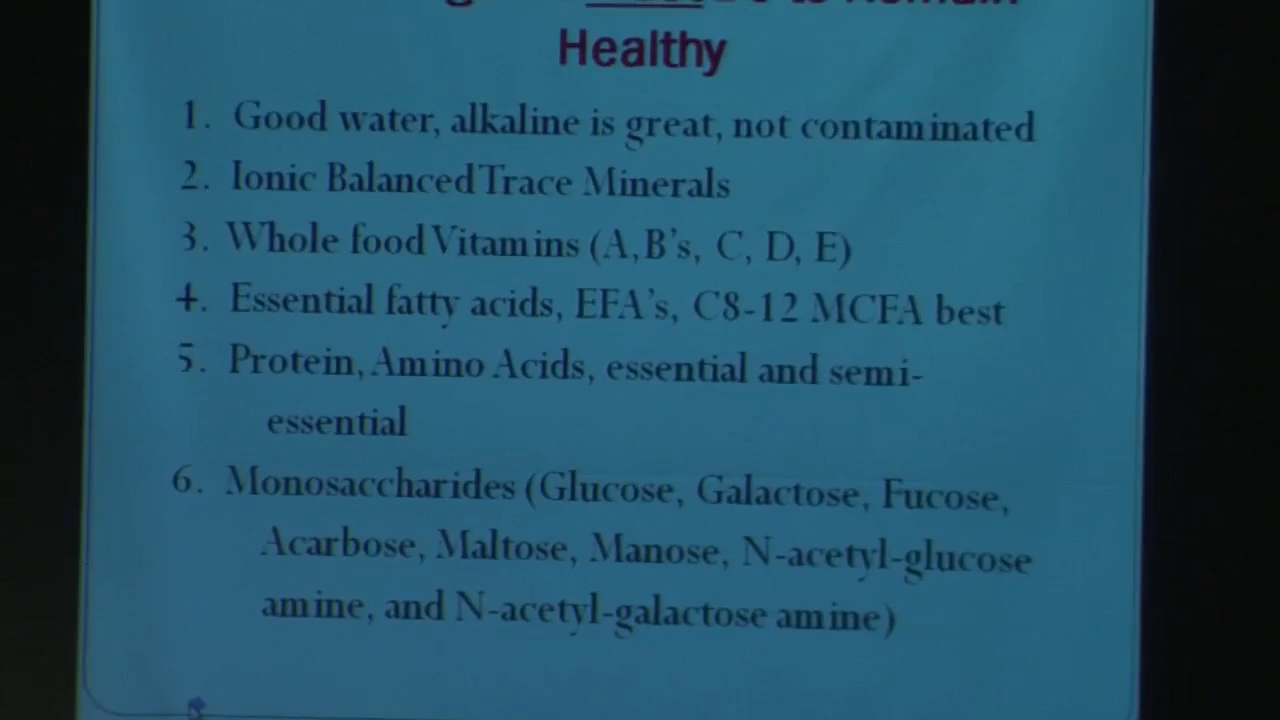 to Remain
Healthy
1. Good water, alkaline is great, not contaminated
2. Ionic Balanced Trace Minerals
3. Whole food Vitamins (A,B's, C, D, E)
4. Essential fatty acids, EFA's, C8-12 MCFA best
5. Protein, Amino Acids, essential and semi-
essential
6. Monosaccharides (Glucose, Galactose, Fucose,
Acarbose, Maltose, Manose, N-acetyl-glucose
amine, and N-acetyl-galactose amine)